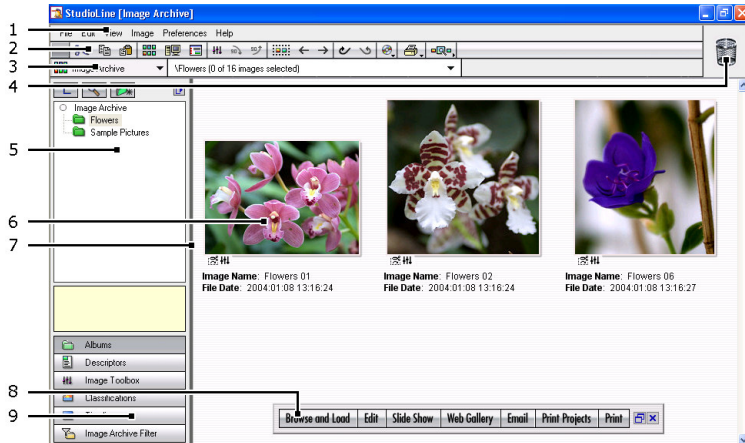 StudioLine [Image Archive]
1
File Edit View Image Preferences Help
2
3
Image Archive \Flowers (0 of 16 images selected)
4
Image Archive
Flowers
Sample Pictures
5
6
7
Image Name: Flowers 01
File Date: 2004:01:08 13:16:24
Image Name: Flowers 02
File Date: 2004:01:08 13:16:24
Image Name: Flowers 06
File Date: 2004:01:08 13:16:27
Albums
Descriptors
Image Toolbox
8
Classifications
Browse and Load Edit Slide Show Web Gallery Email Print Projects Print
9
Image Archive Filter